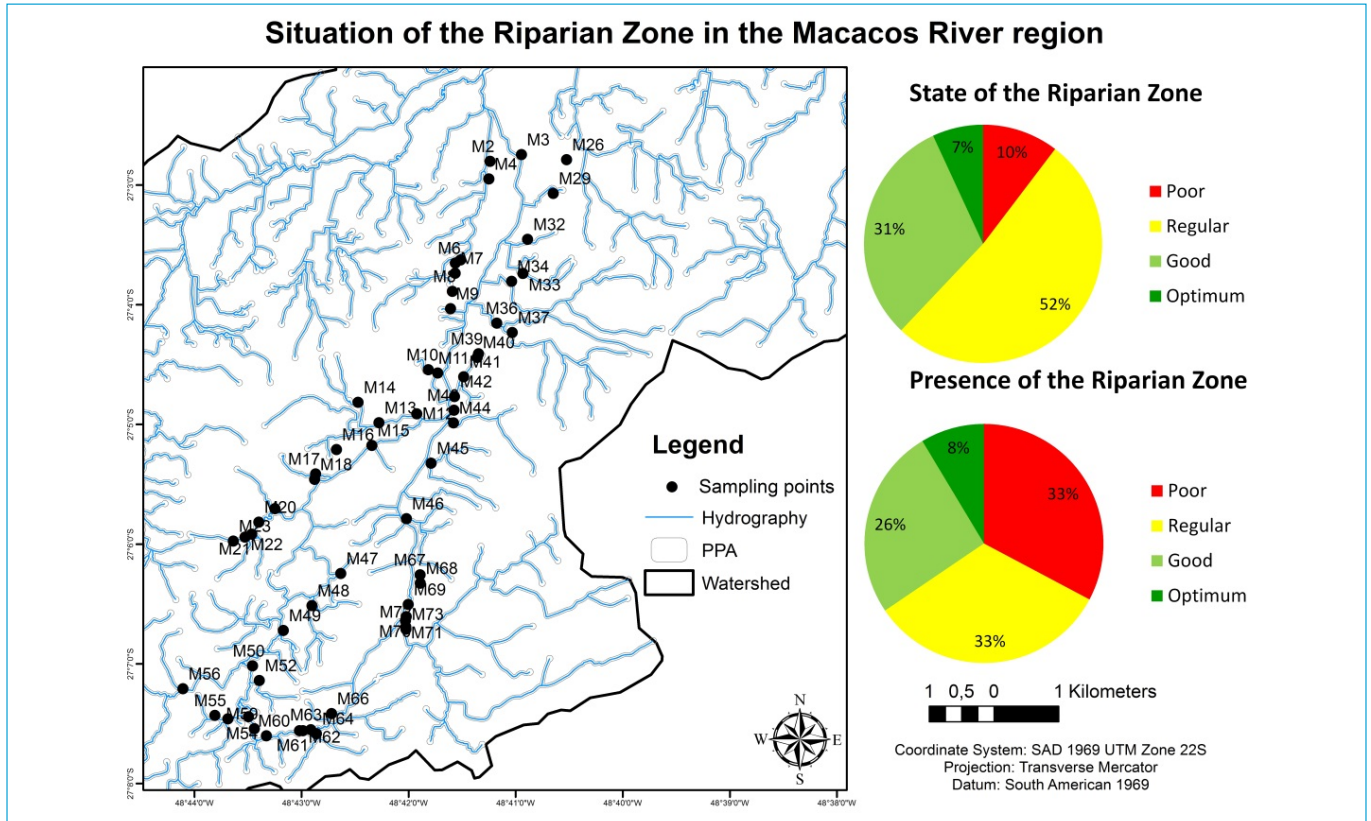 Situation of the Riparian Zone in the Macacos River region
27°3'0"S
27°4'0"S
27°5'0"S
27°6'0"S
27°7'0"S
27°8'0"S
48°44'0"W
48°43'0"W
48°42'0"W
48°41'0"W
48°40'0"W
48°39'0"W
48°38'0"W
M2
M3
M26
M4
M29
M32
M6
M7
M34
M33
M9
M36
M37
M39
M40
M10
M11
M41
M42
M14
M13
M44
M16
M15
M45
M17
M18
M20
M46
M23
M21
M22
M47
M67
M68
M48
M69
M49
M73
M71
M50
M52
M56
M66
M55
M60
M63
M64
M61
M62
Legend
Sampling points
Hydrography
PPA
Watershed
N
W
E
S
State of the Riparian Zone
7%
10%
31%
52%
Poor
Regular
Good
Optimum
Presence of the Riparian Zone
8%
33%
26%
33%
Poor
Regular
Good
Optimum
1 0,5 0 1 Kilometers
Coordinate System: SAD 1969 UTM Zone 22S
Projection: Transverse Mercator
Datum: South American 1969